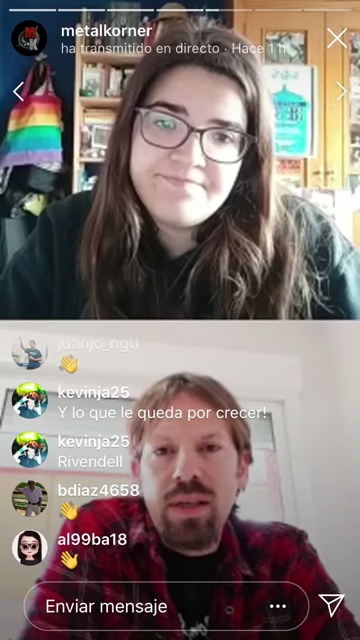 metalkorner
ha transmitido en directo · Hace 1 h
juanjo_ngu
👋
kevinja25
Y lo que le queda por crecer!
kevinja25
Rivendell
bdiaz4658
👋
al99ba18
👋
Enviar mensaje